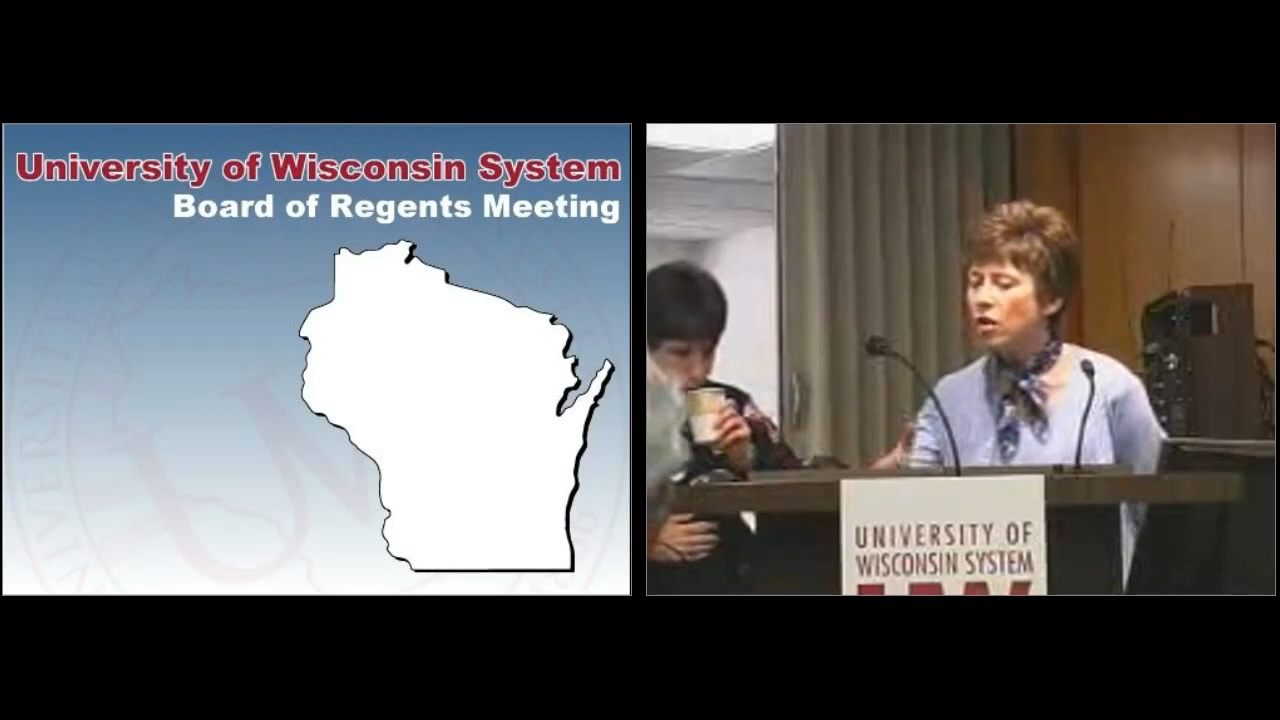 University of Wisconsin System
Board of Regents Meeting
UNIVERSITY OF
WISCONSIN SYSTEM